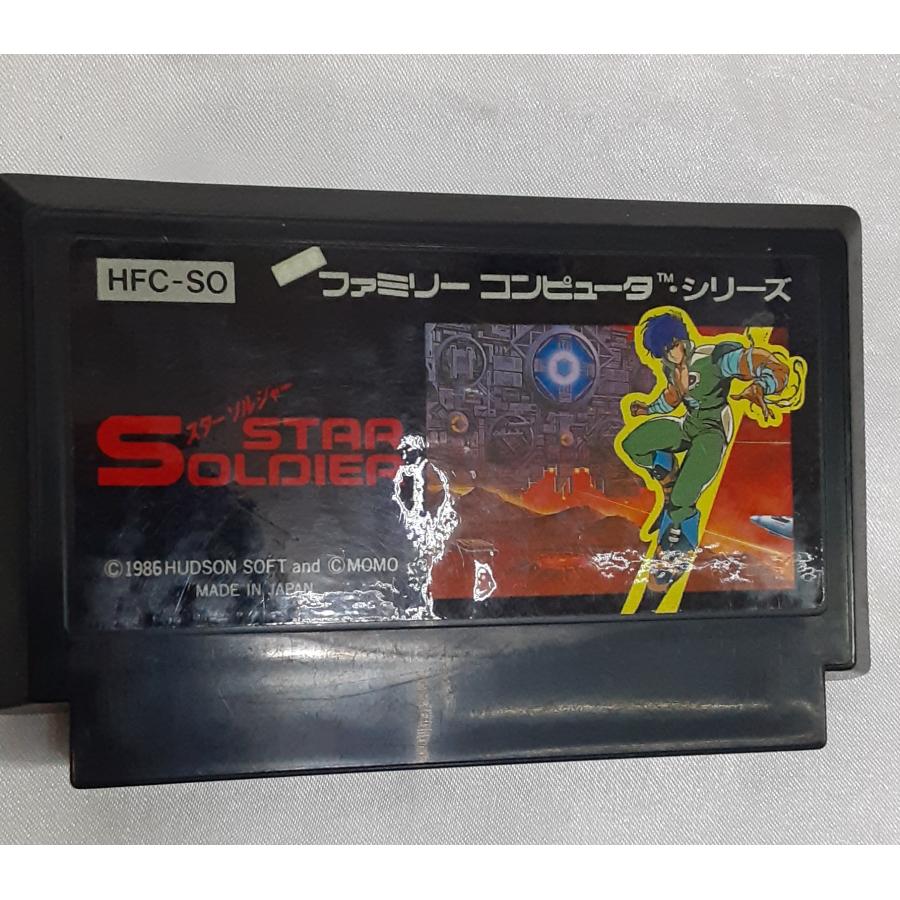 HFC-SO
ファミリー コンピュータ™・シリーズ
スターソルジャー
STAR
SOLDIER
©1986 HUDSON SOFT and ©MOMO
MADE IN JAPAN